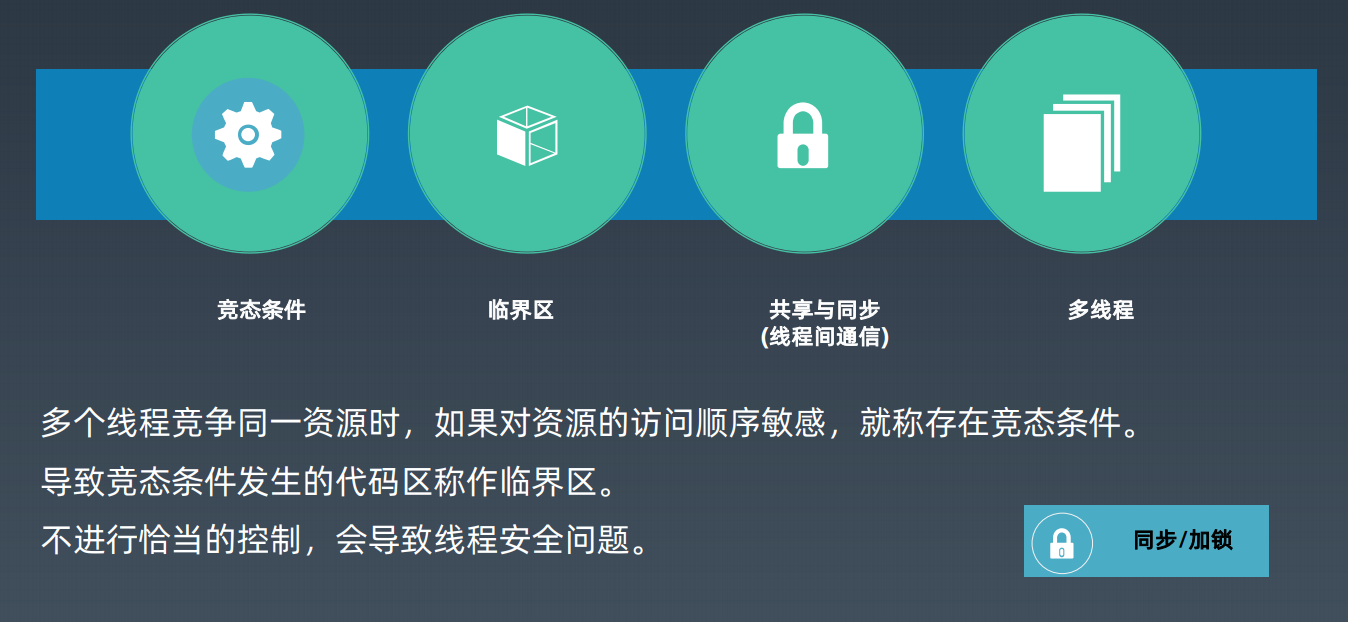 竞态条件
临界区
共享与同步
(线程间通信)
多线程
多个线程竞争同一资源时，如果对资源的访问顺序敏感，就称存在竞态条件。
导致竞态条件发生的代码区称作临界区。
不进行恰当的控制，会导致线程安全问题。
同步/加锁